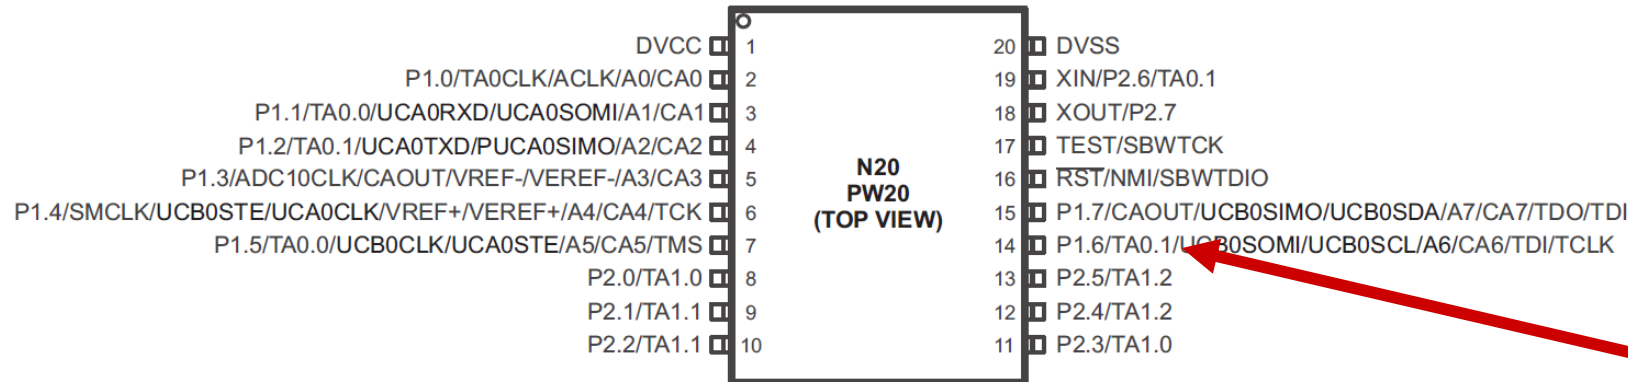 DVCC 1
P1.0/TA0CLK/ACLK/A0/CA0 2
P1.1/TA0.0/UCA0RXD/UCA0SOMI/A1/CA1 3
P1.2/TA0.1/UCA0TXD/PUCA0SIMO/A2/CA2 4
P1.3/ADC10CLK/CAOUT/VREF-/VEREF-/A3/CA3 5
P1.4/SMCLK/UCB0STE/UCA0CLK/VREF+/VEREF+/A4/CA4/TCK 6
P1.5/TA0.0/UCB0CLK/UCA0STE/A5/CA5/TMS 7
P2.0/TA1.0 8
P2.1/TA1.1 9
P2.2/TA1.1 10
N20
PW20
(TOP VIEW)
20 DVSS
19 XIN/P2.6/TA0.1
18 XOUT/P2.7
17 TEST/SBWTCK
16 RST/NMI/SBWTDIO
15 P1.7/CAOUT/UCB0SIMO/UCB0SDA/A7/CA7/TDO/TDI
14 P1.6/TA0.1/UCB0SOMI/UCB0SCL/A6/CA6/TDI/TCLK
13 P2.5/TA1.2
12 P2.4/TA1.2
11 P2.3/TA1.0